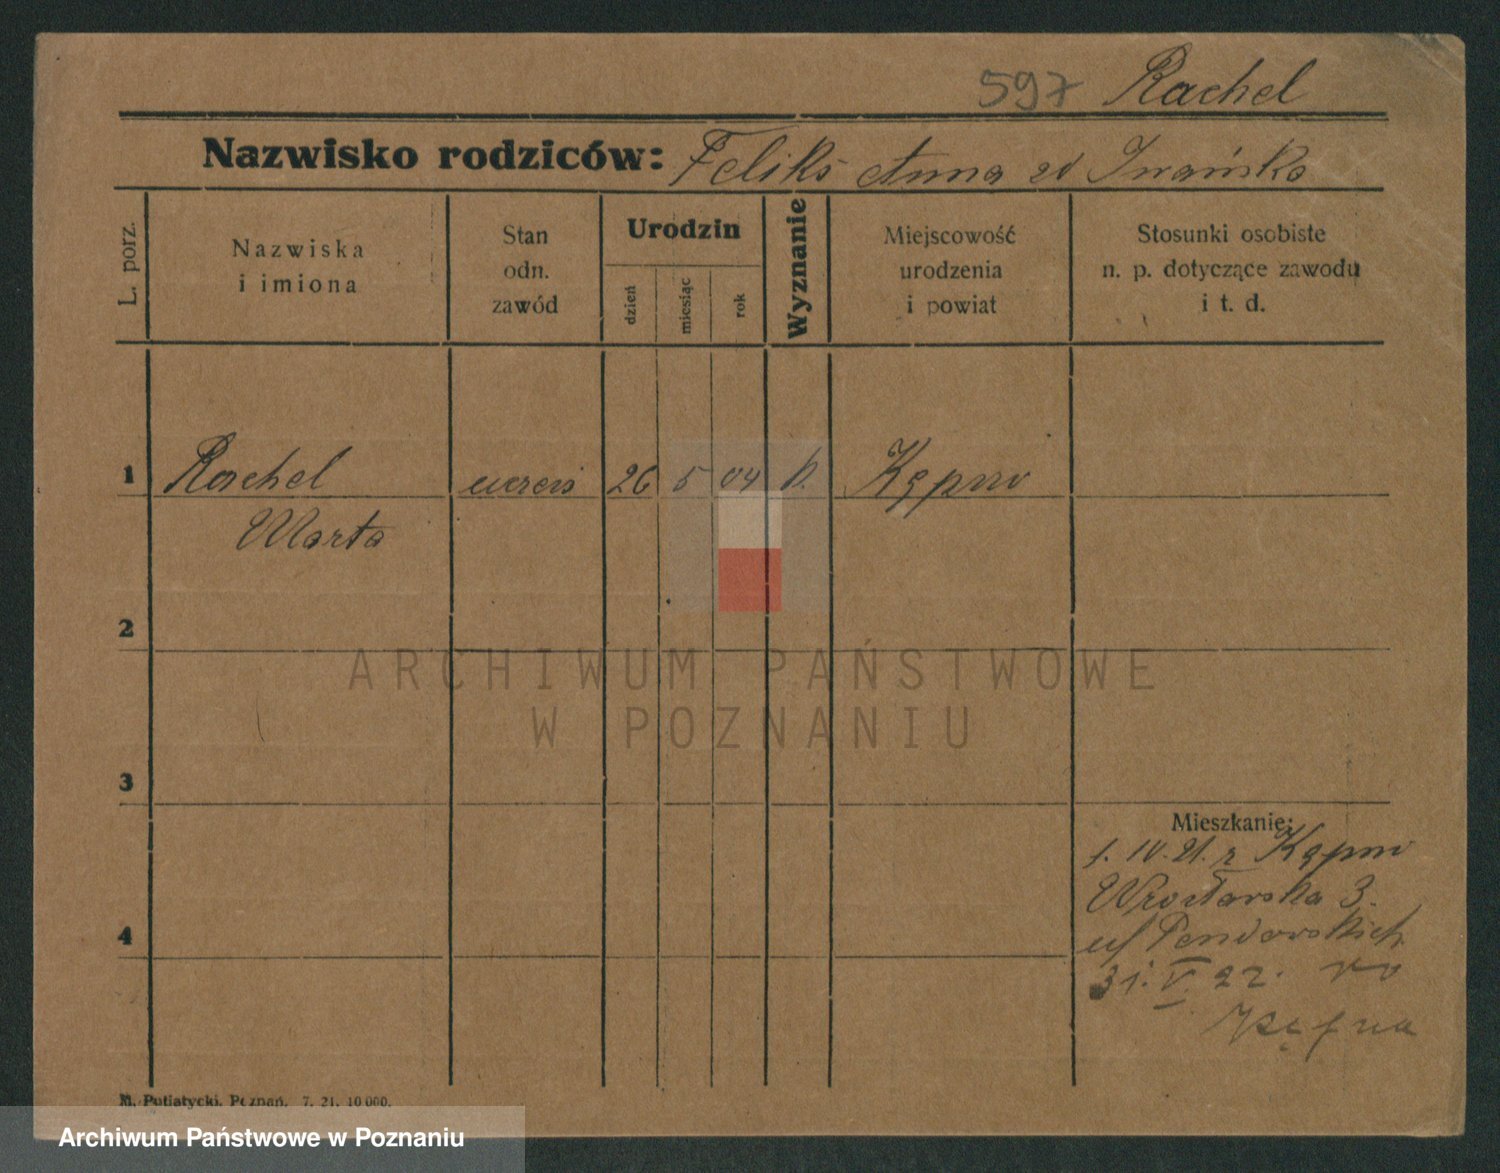 597 Rachel
Nazwisko rodziców: Feliks Anna zd Iwańska
L. porz.
Nazwiska
i imiona
Stan
odn.
zawód
Urodzin
dzień
miesiąc
rok
Wyznanie
Miejscowość
urodzenia
i powiat
Stosunki osobiste
n. p. dotyczące zawodu
i t. d.
1 Rachel uczeń 26 5 04 k. Kępno
Marta
2
3
4
Mieszkanie:
1. IV. 21. z Kępno
Wrocławska 3.
u/
31. V. 22. do
Kępna
M. Putiatycki, Poznań. 7. 21. 10 000.
ARCHIWUM PAŃSTWOWE
W POZNANIU
Archiwum Państwowe w Poznaniu